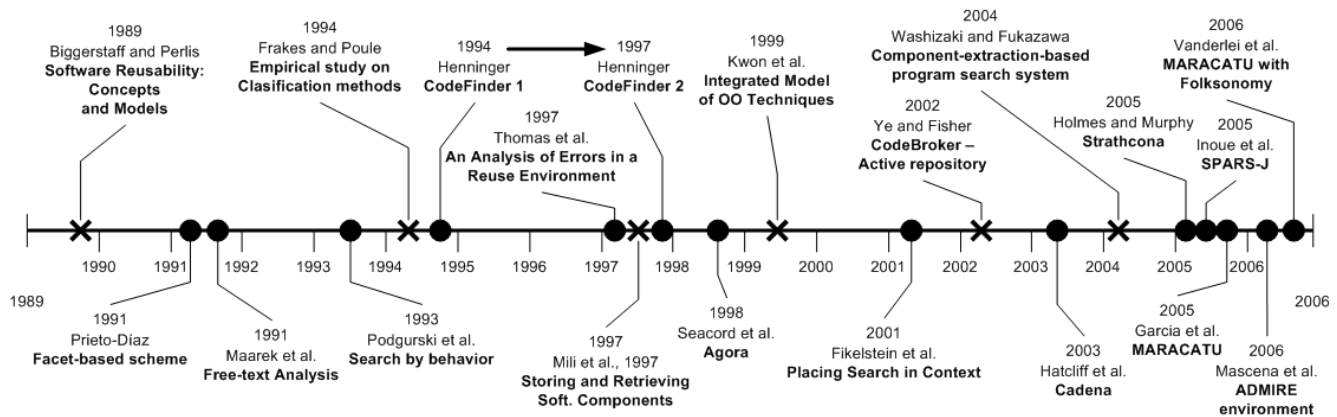 1989
Biggerstaff and Perlis
Software Reusability:
Concepts
and Models
1994
Frakes and Poule
Empirical study on
Clasification methods
1994
Henninger
CodeFinder 1
1997
Henninger
CodeFinder 2
1997
Thomas et al.
An Analysis of Errors in a
Reuse Environment
1999
Kwon et al.
Integrated Model
of OO Techniques
2004
Washizaki and Fukazawa
Component-extraction-based
program search system
2002
Ye and Fisher
CodeBroker –
Active repository
2005
Holmes and Murphy
Strathcona
2006
Vanderlei et al.
MARACATU with
Folksonomy
2005
Inoue et al.
SPARS-J
1990 1991 1992 1993 1994 1995 1996 1997 1998 1999 2000 2001 2002 2003 2004 2005 2006
1989 2006
1991
Prieto-Díaz
Facet-based scheme
1991
Maarek et al.
Free-text Analysis
1993
Podgurski et al.
Search by behavior
1997
Mili et al., 1997
Storing and Retrieving
Soft. Components
1998
Seacord et al.
Agora
2001
Fikelstein et al.
Placing Search in Context
2003
Hatcliff et al.
Cadena
2005
Garcia et al.
MARACATU
2006
Mascena et al.
ADMIRE
environment